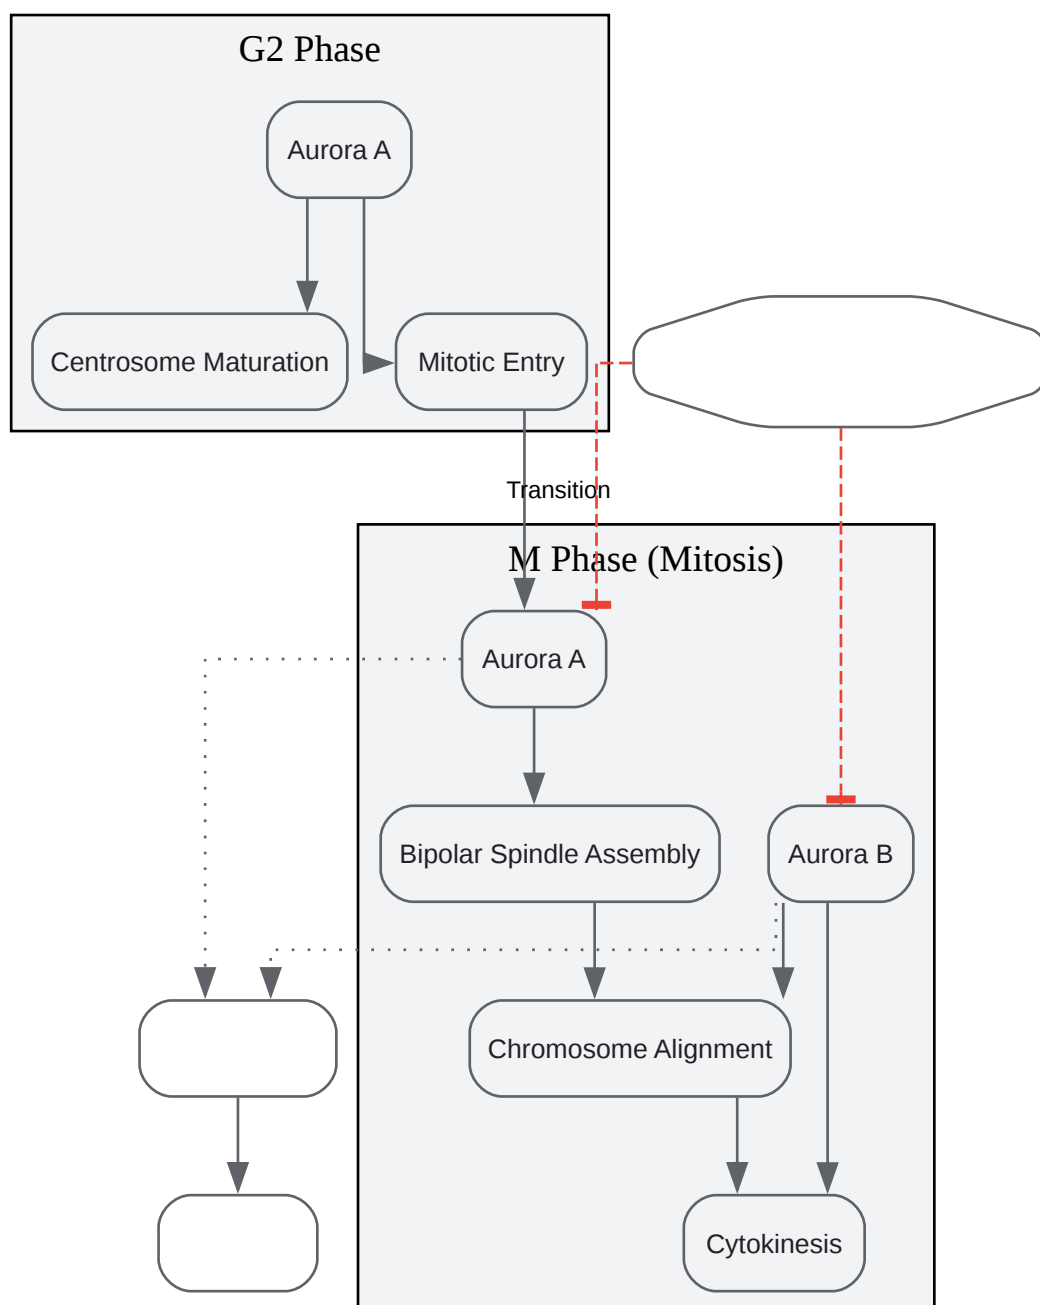 G2 Phase
Aurora A
Centrosome Maturation
Mitotic Entry
Transition
M Phase (Mitosis)
Aurora A
Bipolar Spindle Assembly
Aurora B
Chromosome Alignment
Cytokinesis